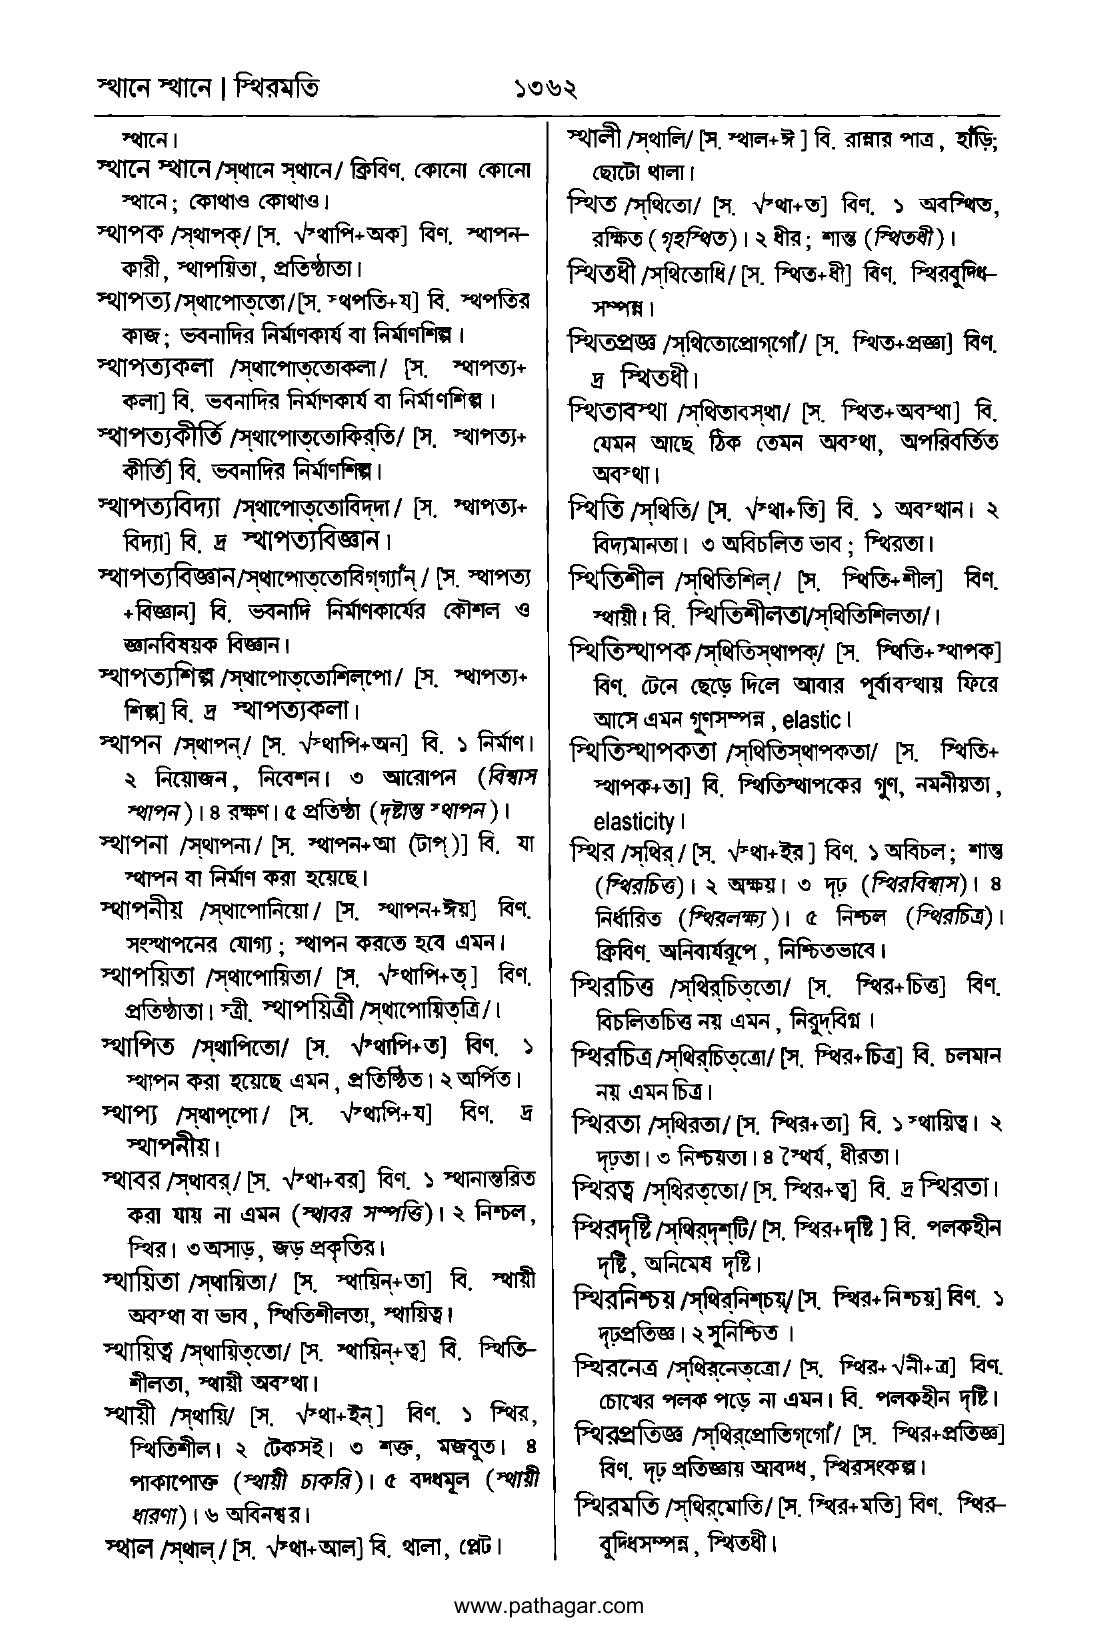 স্থানে স্থানে | স্থিরমতি
১৩৬২
স্থানে।
স্থানে স্থানে /স্‌থানে স্‌থানে/ ক্রিবিণ. কোনো কোনো
স্থানে; কোথাও কোথাও।
স্থাপক /স্‌থাপক্‌/ [স. √স্থাপি+অক] বিণ. স্থাপন–
কারী, স্থাপয়িতা, প্রতিষ্ঠাতা।
স্থাপত্য /স্‌থাপোত্‌তো/ [স. স্থপতি+য] বি. স্থপতির
কাজ; ভবনাদির নির্মাণকার্য বা নির্মাণশিল্প।
স্থাপত্যকলা /স্‌থাপোত্‌তোকলা/ [স. স্থাপত্য+
কলা] বি. ভবনাদির নির্মাণকার্য বা নির্মাণশিল্প।
স্থাপত্যকীর্তি /স্‌থাপোত্‌তোকির্‌তি/ [স. স্থাপত্য+
কীর্তি] বি. ভবনাদির নির্মাণশিল্প।
স্থাপত্যবিদ্যা /স্‌থাপোত্‌তোবিদ্‌দা/ [স. স্থাপত্য+
বিদ্যা] বি. দ্র স্থাপত্যবিজ্ঞান।
স্থাপত্যবিজ্ঞান/স্‌থাপোত্‌তোবিগ্‌গ্যাঁন্‌/ [স. স্থাপত্য
+বিজ্ঞান] বি. ভবনাদি নির্মাণকার্যের কৌশল ও
জ্ঞানবিষয়ক বিজ্ঞান।
স্থাপত্যশিল্প /স্‌থাপোত্‌তোশিল্‌পো/ [স. স্থাপত্য+
শিল্প] বি. দ্র স্থাপত্যকলা।
স্থাপন /স্‌থাপন্‌/ [স. √স্থাপি+অন] বি. ১ নির্মাণ।
২ নিয়োজন, নিবেশন। ৩ আরোপন (বিশ্বাস
স্থাপন)। ৪ রক্ষণ। ৫ প্রতিষ্ঠা (দৃষ্টান্ত স্থাপন)।
স্থাপনা /স্‌থাপনা/ [স. স্থাপন+আ (টাপ্‌)] বি. যা
স্থাপন বা নির্মাণ করা হয়েছে।
স্থাপনীয় /স্‌থাপোনিয়ো/ [স. স্থাপন+ঈয়] বিণ.
সংস্থাপনের যোগ্য; স্থাপন করতে হবে এমন।
স্থাপয়িতা /স্‌থাপোয়িতা/ [স. √স্থাপি+তৃ] বিণ.
প্রতিষ্ঠাতা। স্ত্রী. স্থাপয়িত্রী /স্‌থাপোয়িত্‌ত্রি/।
স্থাপিত /স্‌থাপিতো/ [স. √স্থাপি+ত] বিণ. ১
স্থাপন করা হয়েছে এমন, প্রতিষ্ঠিত। ২ অর্পিত।
স্থাপ্য /স্‌থাপ্‌পো/ [স. √স্থাপি+য] বিণ. দ্র
স্থাপনীয়।
স্থাবর /স্‌থাবর্‌/ [স. √স্থা+বর] বিণ. ১ স্থানান্তরিত
করা যায় না এমন (স্থাবর সম্পত্তি)। ২ নিশ্চল,
স্থির। ৩ অসাড়, জড় প্রকৃতির।
স্থায়িতা /স্‌থায়িতা/ [স. স্থায়িন্‌+তা] বি. স্থায়ী
অবস্থা বা ভাব, স্থিতিশীলতা, স্থায়িত্ব।
স্থায়িত্ব /স্‌থায়িত্‌তো/ [স. স্থায়িন্‌+ত্ব] বি. স্থিতি–
শীলতা, স্থায়ী অবস্থা।
স্থায়ী /স্‌থায়ি/ [স. √স্থা+ইন্‌] বিণ. ১ স্থির,
স্থিতিশীল। ২ টেকসই। ৩ শক্ত, মজবুত। ৪
পাকাপোক্ত (স্থায়ী চাকরি)। ৫ বদ্ধমূল (স্থায়ী
ধারণা)। ৬ অবিনশ্বর।
স্থাল /স্‌থাল্‌/ [স. √স্থা+আল] বি. থালা, প্লেট।
স্থালী /স্‌থালি/ [স. স্থাল+ঈ] বি. রান্নার পাত্র, হাঁড়ি;
ছোটো থালা।
স্থিত /স্‌থিতো/ [স. √স্থা+ত] বিণ. ১ অবস্থিত,
রক্ষিত (গৃহস্থিত)। ২ ধীর; শান্ত (স্থিতধী)।
স্থিতধী /স্‌থিতোধি/ [স. স্থিত+ধী] বিণ. স্থিরবুদ্ধি–
সম্পন্ন।
স্থিতপ্রজ্ঞ /স্‌থিতোপ্রোগ্‌গোঁ/ [স. স্থিত+প্রজ্ঞা] বিণ.
দ্র স্থিতধী।
স্থিতাবস্থা /স্‌থিতাবস্‌থা/ [স. স্থিত+অবস্থা] বি.
যেমন আছে ঠিক তেমন অবস্থা, অপরিবর্তিত
অবস্থা।
স্থিতি /স্‌থিতি/ [স. √স্থা+তি] বি. ১ অবস্থান। ২
বিদ্যমানতা। ৩ অবিচলিত ভাব; স্থিরতা।
স্থিতিশীল /স্‌থিতিশিল্‌/ [স. স্থিতি+শীল] বিণ.
স্থায়ী। বি. স্থিতিশীলতা/স্‌থিতিশিলতা/।
স্থিতিস্থাপক /স্‌থিতিস্‌থাপক্‌/ [স. স্থিতি+স্থাপক]
বিণ. টেনে ছেড়ে দিলে আবার পূর্বাবস্থায় ফিরে
আসে এমন গুণসম্পন্ন, elastic।
স্থিতিস্থাপকতা /স্‌থিতিস্‌থাপকতা/ [স. স্থিতি+
স্থাপক+তা] বি. স্থিতিস্থাপকের গুণ, নমনীয়তা,
elasticity।
স্থির /স্‌থির্‌/ [স. √স্থা+ইর] বিণ. ১ অবিচল; শান্ত
(স্থিরচিত্ত)। ২ অক্ষয়। ৩ দৃঢ় (স্থিরবিশ্বাস)। ৪
নির্ধারিত (স্থিরলক্ষ্য)। ৫ নিশ্চল (স্থিরচিত্র)।
ক্রিবিণ. অনিবার্যরূপে, নিশ্চিতভাবে।
স্থিরচিত্ত /স্‌থির্‌চিত্‌তো/ [স. স্থির+চিত্ত] বিণ.
বিচলিতচিত্ত নয় এমন, নিরুদ্‌বিগ্ন।
স্থিরচিত্র /স্‌থির্‌চিত্‌ত্রো/ [স. স্থির+চিত্র] বি. চলমান
নয় এমন চিত্র।
স্থিরতা /স্‌থিরতা/ [স. স্থির+তা] বি. ১ স্থায়িত্ব। ২
দৃঢ়তা। ৩ নিশ্চয়তা। ৪ স্থৈর্য, ধীরতা।
স্থিরত্ব /স্‌থিরত্‌তো/ [স. স্থির+ত্ব] বি. দ্র স্থিরতা।
স্থিরদৃষ্টি /স্‌থির্‌দৃশ্‌টি/ [স. স্থির+দৃষ্টি] বি. পলকহীন
দৃষ্টি, অনিমেষ দৃষ্টি।
স্থিরনিশ্চয় /স্‌থির্‌নিশ্‌চয়্‌/ [স. স্থির+নিশ্চয়] বিণ. ১
দৃঢ়প্রতিজ্ঞ। ২ সুনিশ্চিত।
স্থিরনেত্র /স্‌থির্‌নেত্‌ত্রো/ [স. স্থির+√নী+ত্র] বিণ.
চোখের পলক পড়ে না এমন। বি. পলকহীন দৃষ্টি।
স্থিরপ্রতিজ্ঞ /স্‌থির্‌প্রোতিগ্‌গোঁ/ [স. স্থির+প্রতিজ্ঞ]
বিণ. দৃঢ় প্রতিজ্ঞায় আবদ্ধ, স্থিরসংকল্প।
স্থিরমতি /স্‌থির্‌মোতি/ [স. স্থির+মতি] বিণ. স্থির–
বুদ্ধিসম্পন্ন, স্থিতধী।
www.pathagar.com